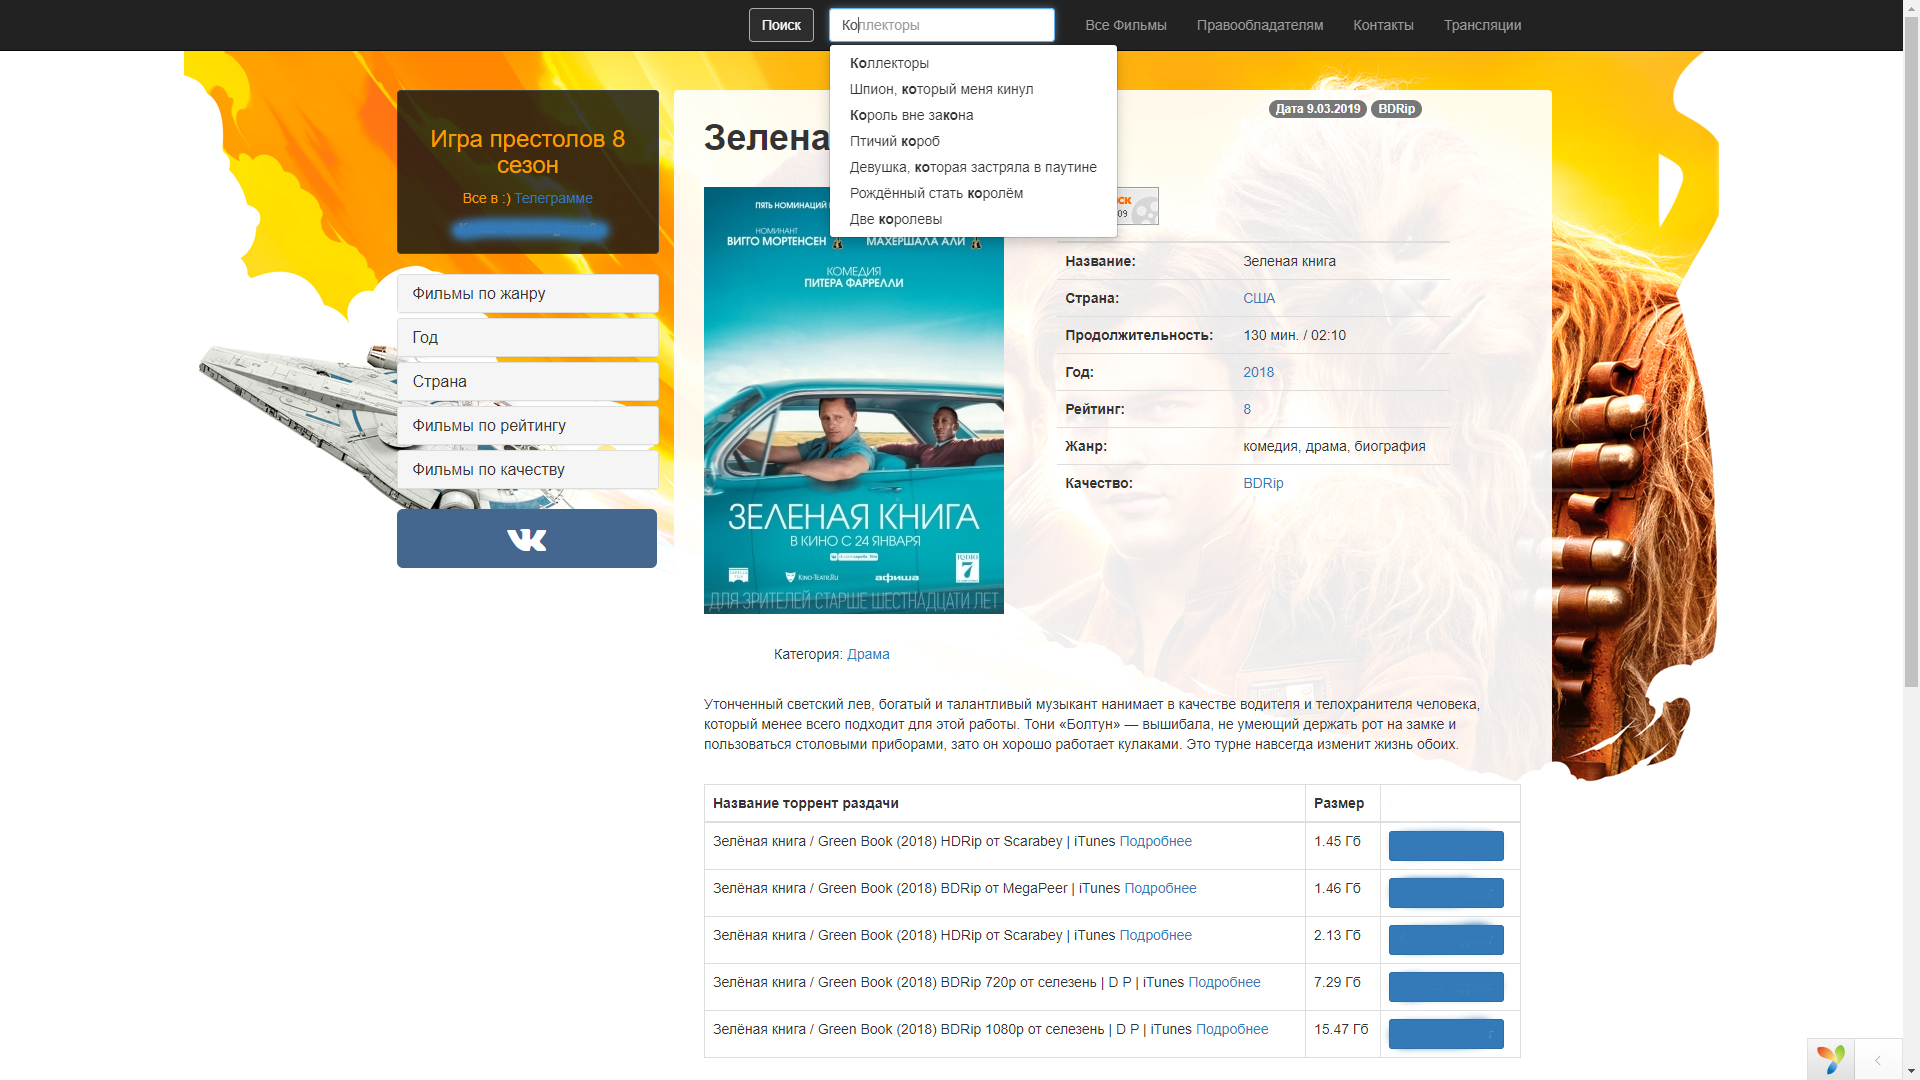 Поиск
Коллекторы
Все Фильмы
Правообладателям
Контакты
Трансляции
Коллекторы
Шпион, который меня кинул
Король вне закона
Птичий короб
Девушка, которая застряла в паутине
Рождённый стать королём
Две королевы
Игра престолов 8
сезон
Все в :) Телеграмме
Фильмы по жанру
Год
Страна
Фильмы по рейтингу
Фильмы по качеству
Зелена
Дата 9.03.2019 BDRip
ПЯТЬ НОМИНАЦИЙ
НОМИНАНТ
ВИГГО МОРТЕНСЕН
МАХЕРШАЛА АЛИ
КОМЕДИЯ
ПИТЕРА ФАРРЕЛЛИ
ЗЕЛЕНАЯ КНИГА
В КИНО С 24 ЯНВАРЯ
KINO-TEATR.RU
афиша
RADIO
7
ДЛЯ ЗРИТЕЛЕЙ СТАРШЕ ШЕСТНАДЦАТИ ЛЕТ
Название: Зеленая книга
Страна: США
Продолжительность: 130 мин. / 02:10
Год: 2018
Рейтинг: 8
Жанр: комедия, драма, биография
Качество: BDRip
Категория: Драма
Утонченный светский лев, богатый и талантливый музыкант нанимает в качестве водителя и телохранителя человека,
который менее всего подходит для этой работы. Тони «Болтун» — вышибала, не умеющий держать рот на замке и
пользоваться столовыми приборами, зато он хорошо работает кулаками. Это турне навсегда изменит жизнь обоих.
Название торрент раздачи Размер
Зелёная книга / Green Book (2018) HDRip от Scarabey | iTunes Подробнее 1.45 Гб
Зелёная книга / Green Book (2018) BDRip от MegaPeer | iTunes Подробнее 1.46 Гб
Зелёная книга / Green Book (2018) HDRip от Scarabey | iTunes Подробнее 2.13 Гб
Зелёная книга / Green Book (2018) BDRip 720p от селезень | D P | iTunes Подробнее 7.29 Гб
Зелёная книга / Green Book (2018) BDRip 1080p от селезень | D P | iTunes Подробнее 15.47 Гб